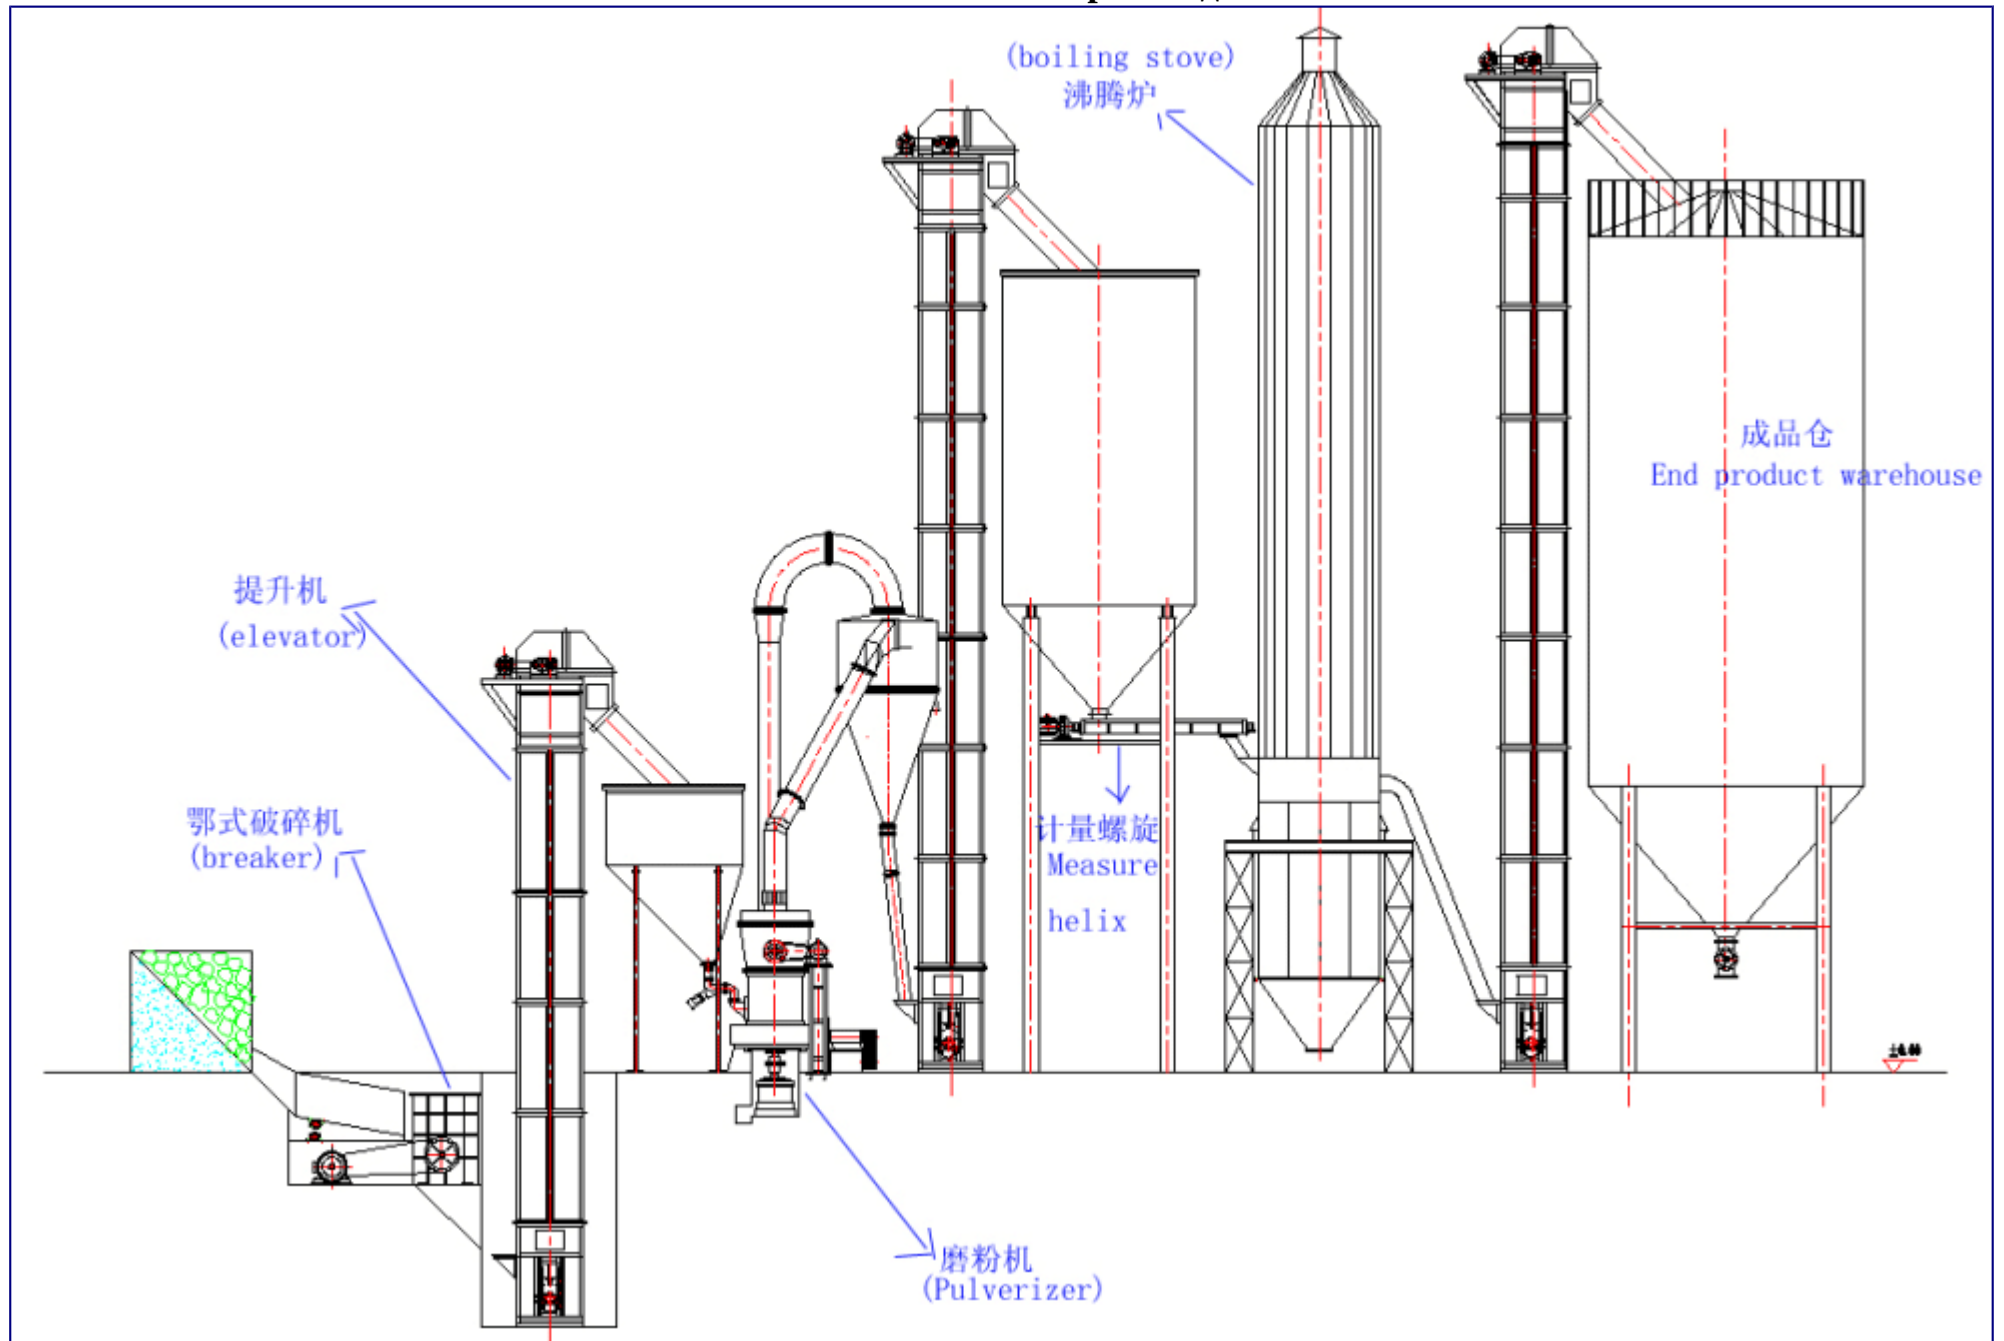 (boiling stove)
沸腾炉
成品仓
End product warehouse
提升机
(elevator)
鄂式破碎机
(breaker)
计量螺旋
Measure
helix
磨粉机
(Pulverizer)